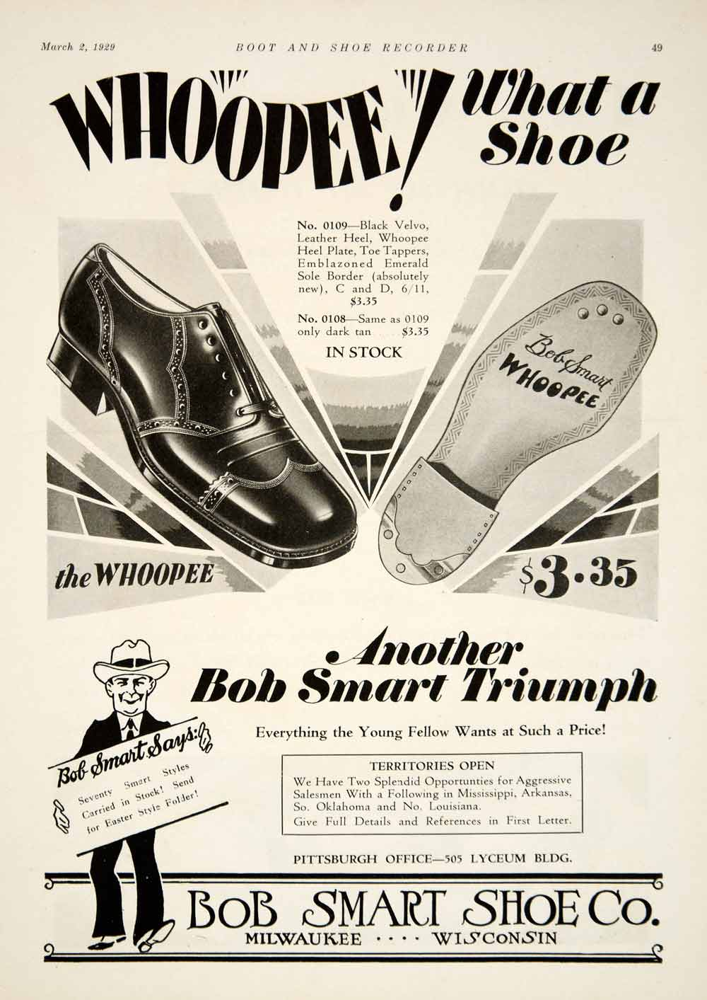 March 2, 1929
BOOT AND SHOE RECORDER
49
WHOOPEE!
What a
Shoe
No. 0109—Black Velvo,
Leather Heel, Whoopee
Heel Plate, Toe Tappers,
Emblazoned Emerald
Sole Border (absolutely
new), C and D, 6/11,
$3.35
No. 0108—Same as 0109
only dark tan .... $3.35
IN STOCK
Bob Smart
WHOOPEE
the WHOOPEE
$3.35
Another
Bob Smart Triumph
Everything the Young Fellow Wants at Such a Price!
Bob Smart Says:
Seventy Smart Styles
Carried in Stock! Send
for Easter Style Folder!
TERRITORIES OPEN
We Have Two Splendid Opportunties for Aggressive
Salesmen With a Following in Mississippi, Arkansas,
So. Oklahoma and No. Louisiana.
Give Full Details and References in First Letter.
PITTSBURGH OFFICE—505 LYCEUM BLDG.
BOB SMART SHOE CO.
MILWAUKEE .... WISCONSIN